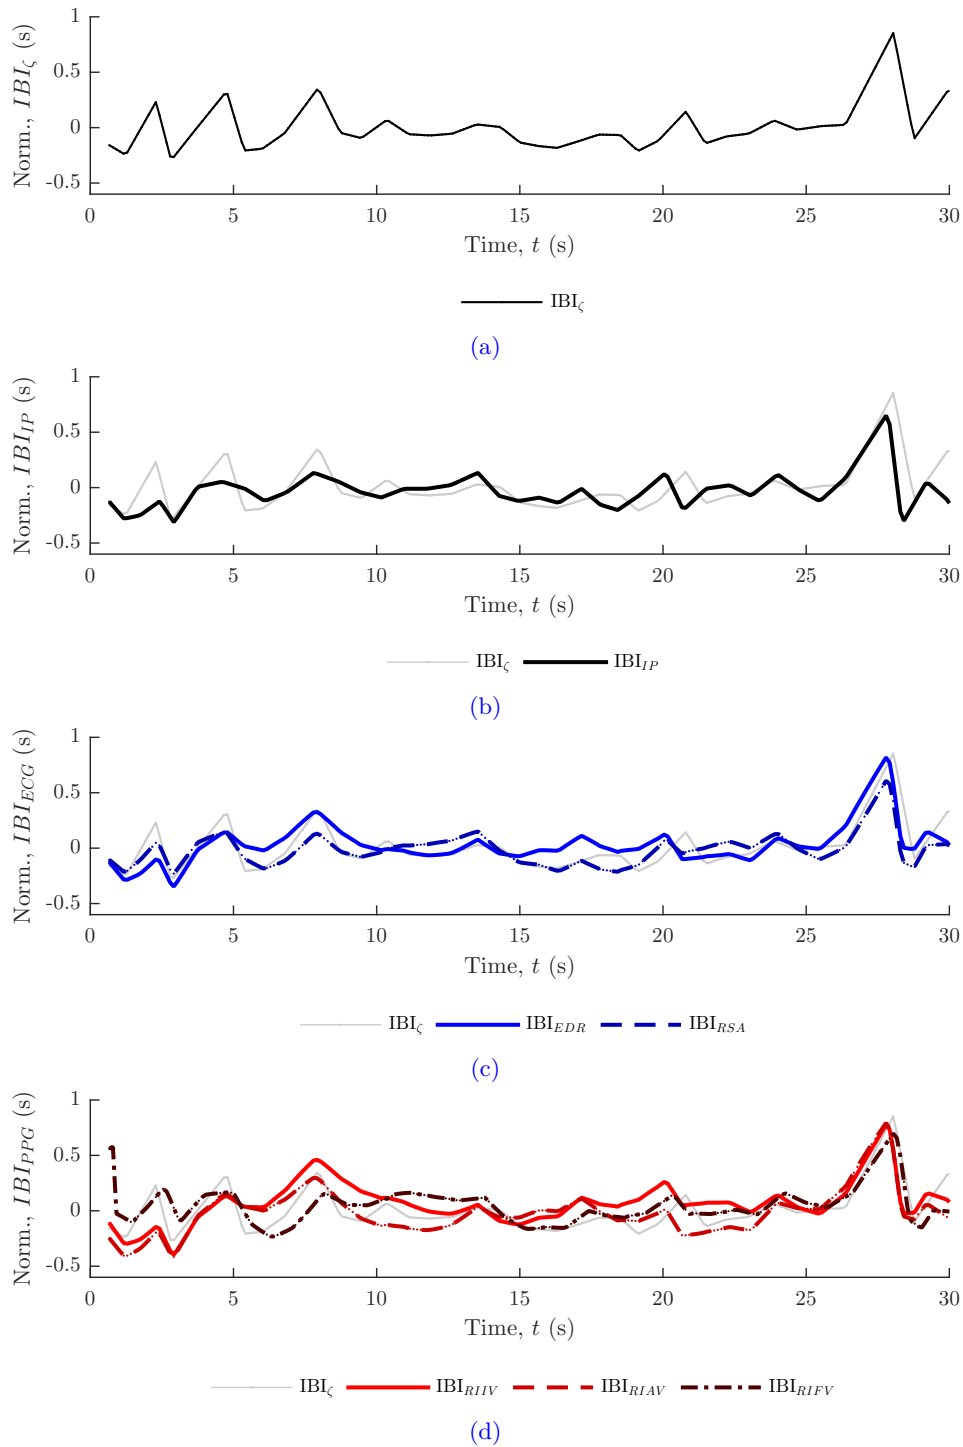 Norm., IBI_ζ (s)
1
0.5
0
-0.5
0 5 10 15 20 25 30
Time, t (s)
IBI_ζ
(a)
Norm., IBI_IP (s)
1
0.5
0
-0.5
0 5 10 15 20 25 30
Time, t (s)
IBI_ζ IBI_IP
(b)
Norm., IBI_ECG (s)
1
0.5
0
-0.5
0 5 10 15 20 25 30
Time, t (s)
IBI_ζ IBI_EDR IBI_RSA
(c)
Norm., IBI_PPG (s)
1
0.5
0
-0.5
0 5 10 15 20 25 30
Time, t (s)
IBI_ζ IBI_RIIV IBI_RIAV IBI_RIFV
(d)